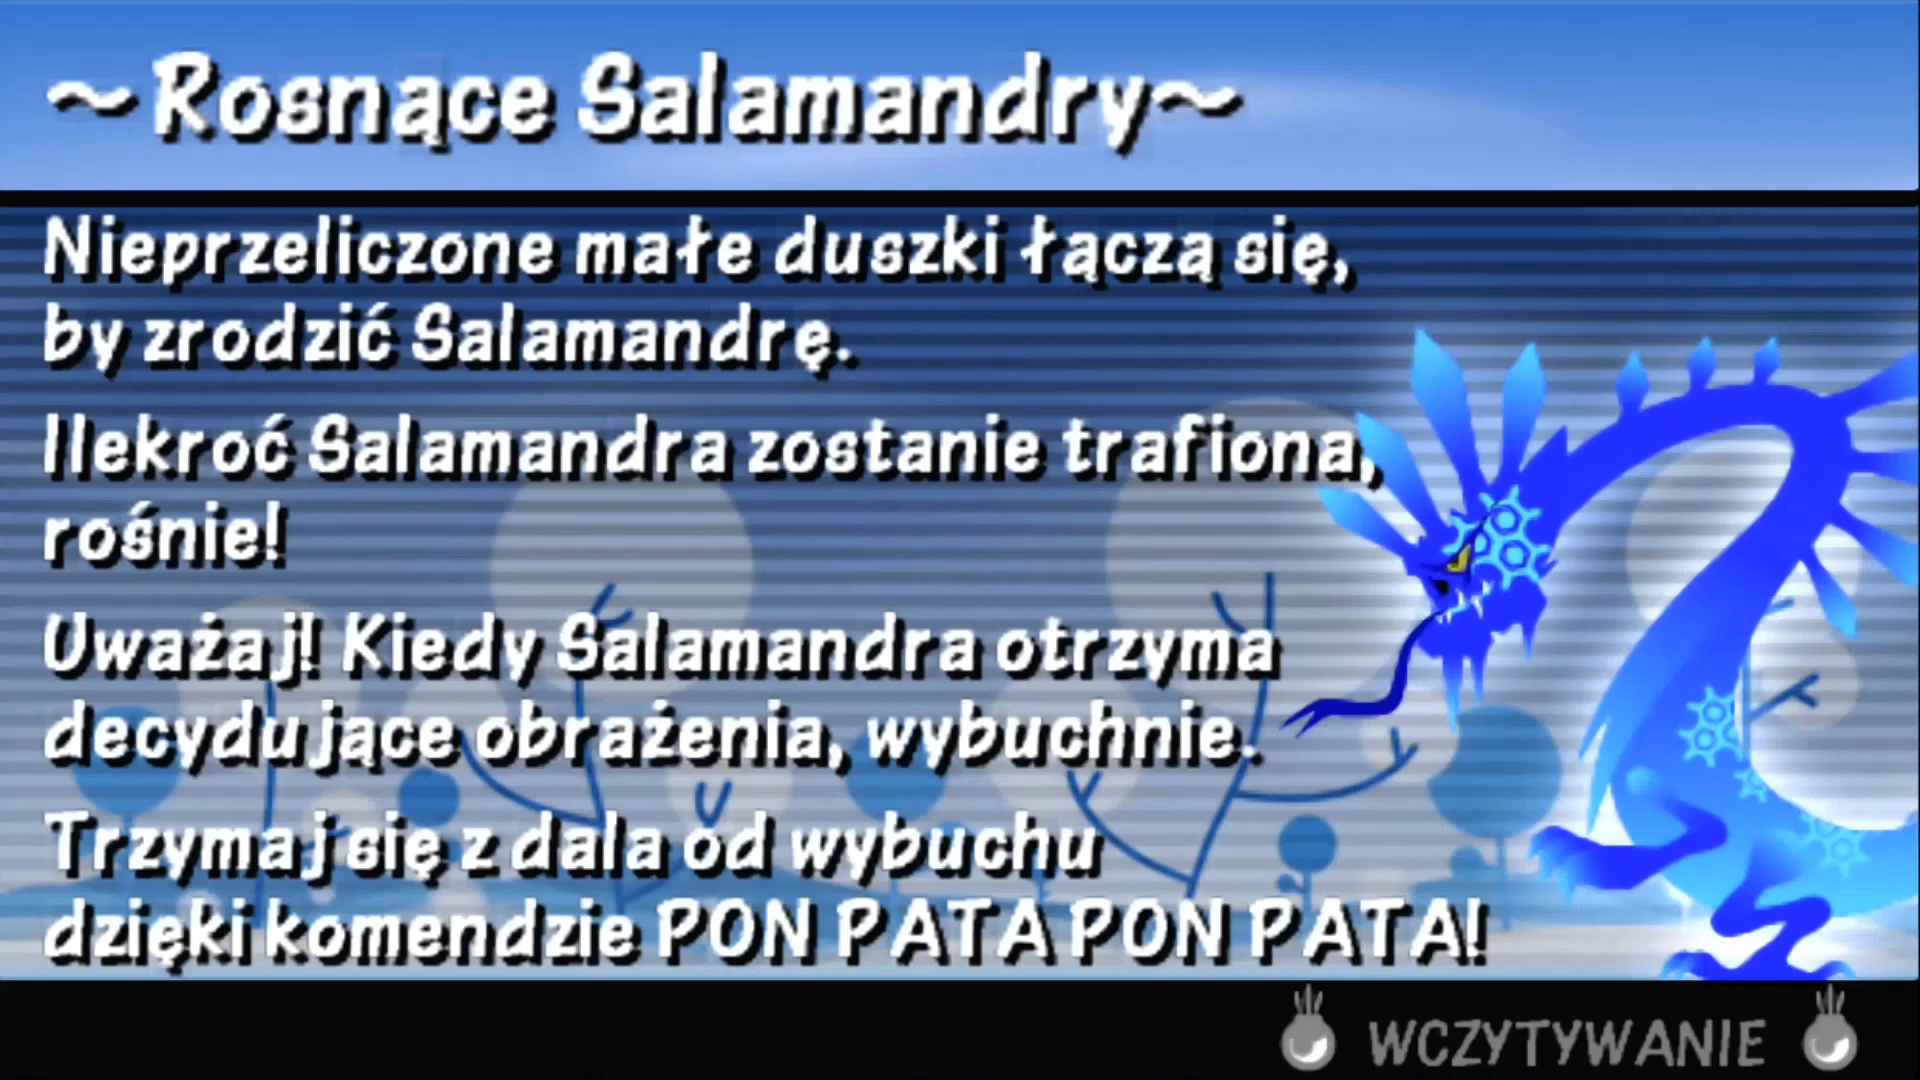 ~Rosnące Salamandry~
Nieprzeliczone małe duszki łączą się,
by zrodzić Salamandrę.
Ilekroć Salamandra zostanie trafiona,
rośnie!
Uważaj! Kiedy Salamandra otrzyma
decydujące obrażenia, wybuchnie.
Trzymaj się z dala od wybuchu
dzięki komendzie PON PATA PON PATA!
WCZYTYWANIE